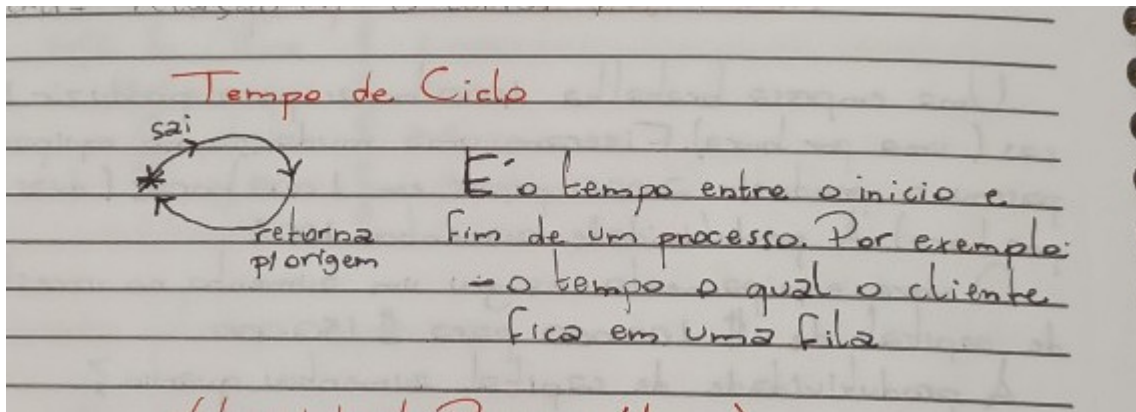 Tempo de Ciclo
sai
retorna
p/ origem
É o tempo entre o inicio e
fim de um processo. Por exemplo:
- o tempo o qual o cliente
fica em uma fila